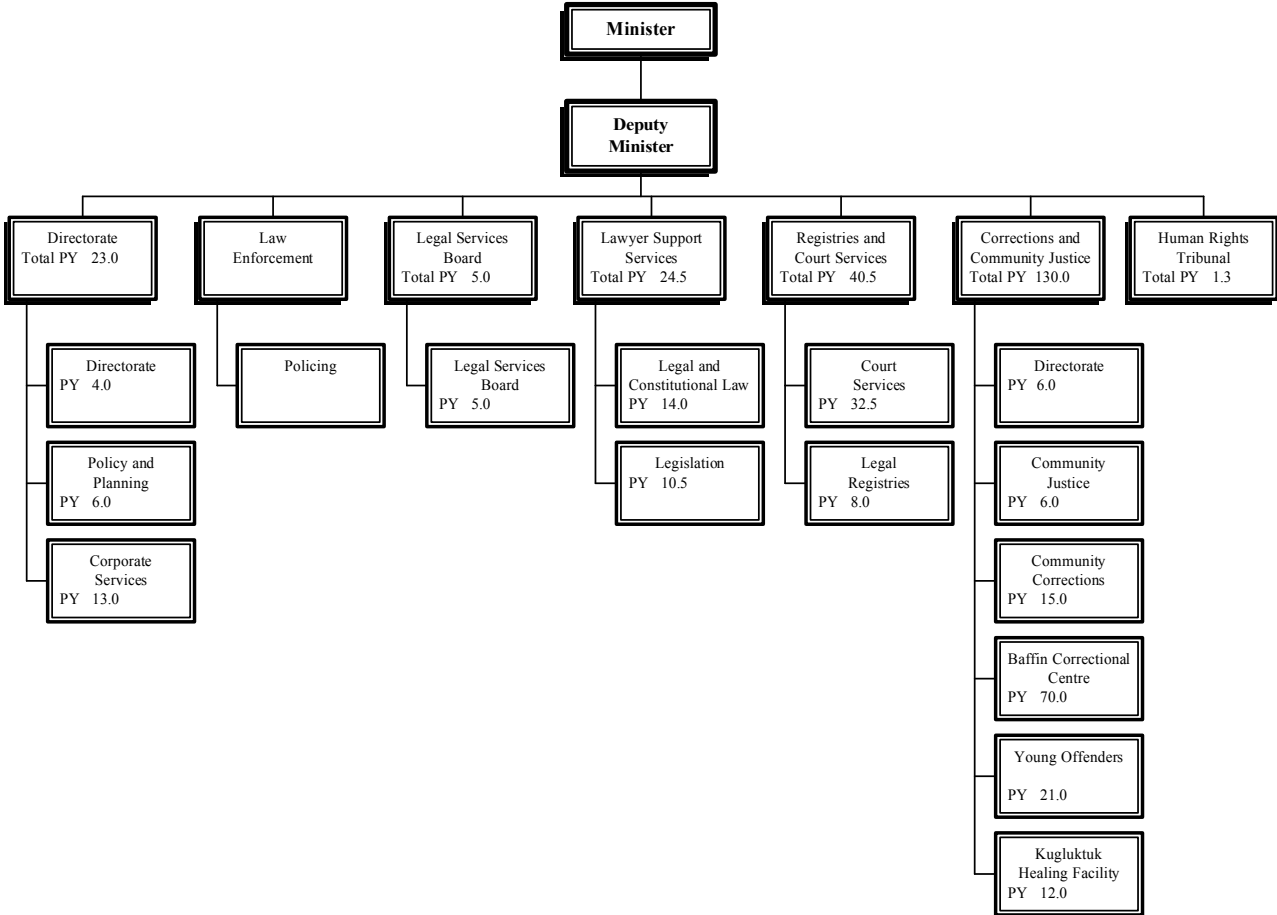 Minister
Deputy
Minister
Directorate
Total PY 23.0
Law
Enforcement
Legal Services
Board
Total PY 5.0
Lawyer Support
Services
Total PY 24.5
Registries and
Court Services
Total PY 40.5
Corrections and
Community Justice
Total PY 130.0
Human Rights
Tribunal
Total PY 1.3
Directorate
PY 4.0
Policy and
Planning
PY 6.0
Corporate
Services
PY 13.0
Policing
Legal Services
Board
PY 5.0
Legal and
Constitutional Law
PY 14.0
Legislation
PY 10.5
Court
Services
PY 32.5
Legal
Registries
PY 8.0
Directorate
PY 6.0
Community
Justice
PY 6.0
Community
Corrections
PY 15.0
Baffin Correctional
Centre
PY 70.0
Young Offenders
PY 21.0
Kugluktuk
Healing Facility
PY 12.0